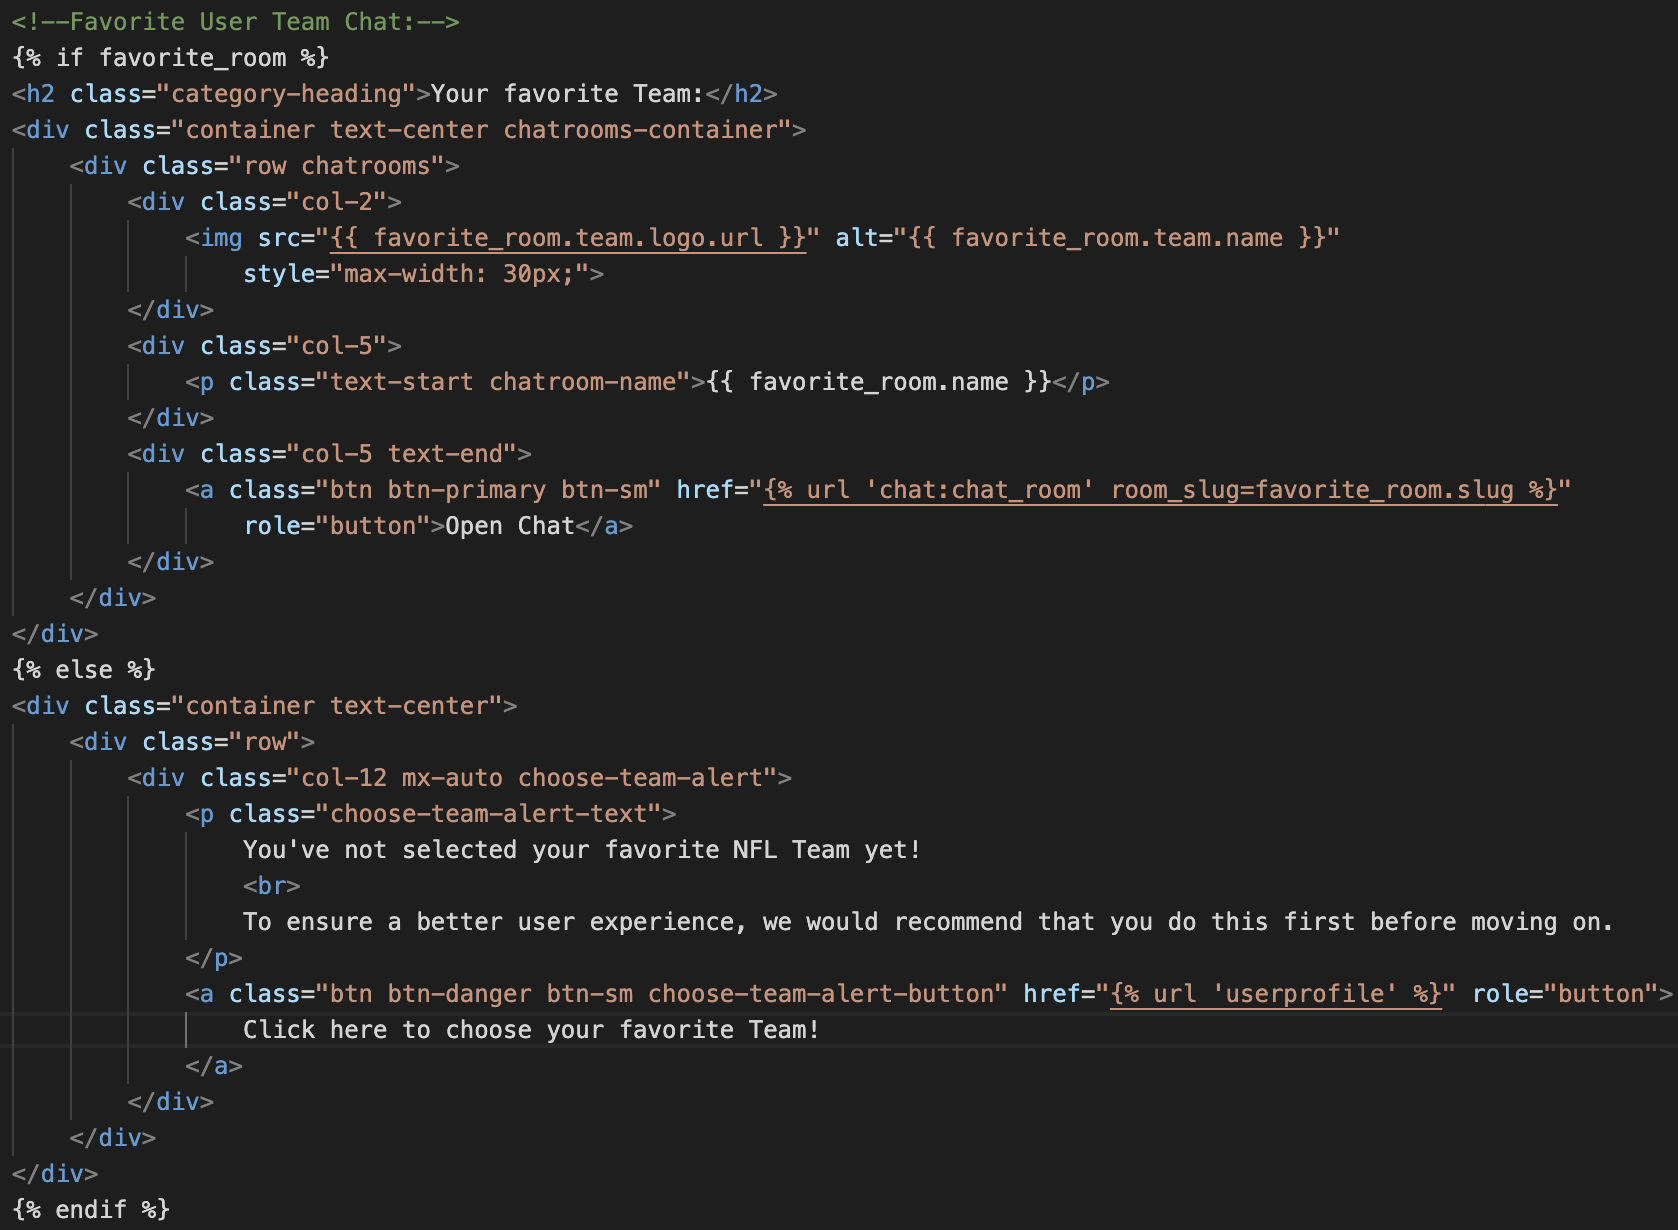 <!--Favorite User Team Chat:-->
{% if favorite_room %}
<h2 class="category-heading">Your favorite Team:</h2>
<div class="container text-center chatrooms-container">
    <div class="row chatrooms">
        <div class="col-2">
            <img src="{{ favorite_room.team.logo.url }}" alt="{{ favorite_room.team.name }}"
                style="max-width: 30px;">
        </div>
        <div class="col-5">
            <p class="text-start chatroom-name">{{ favorite_room.name }}</p>
        </div>
        <div class="col-5 text-end">
            <a class="btn btn-primary btn-sm" href="{% url 'chat:chat_room' room_slug=favorite_room.slug %}"
                role="button">Open Chat</a>
        </div>
    </div>
</div>
{% else %}
<div class="container text-center">
    <div class="row">
        <div class="col-12 mx-auto choose-team-alert">
            <p class="choose-team-alert-text">
                You've not selected your favorite NFL Team yet!
                <br>
                To ensure a better user experience, we would recommend that you do this first before moving on.
            </p>
            <a class="btn btn-danger btn-sm choose-team-alert-button" href="{% url 'userprofile' %}" role="button">
                Click here to choose your favorite Team!
            </a>
        </div>
    </div>
</div>
{% endif %}